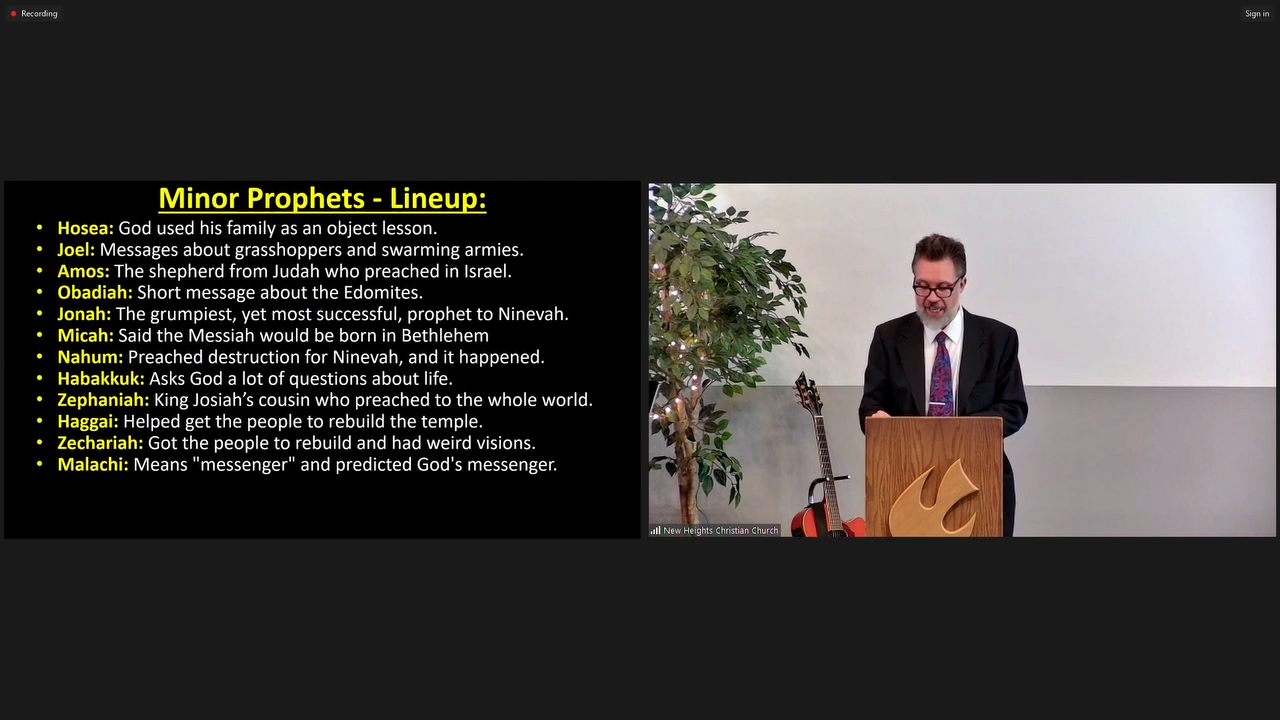 Recording
Sign in
Minor Prophets - Lineup:
• Hosea: God used his family as an object lesson.
• Joel: Messages about grasshoppers and swarming armies.
• Amos: The shepherd from Judah who preached in Israel.
• Obadiah: Short message about the Edomites.
• Jonah: The grumpiest, yet most successful, prophet to Ninevah.
• Micah: Said the Messiah would be born in Bethlehem
• Nahum: Preached destruction for Ninevah, and it happened.
• Habakkuk: Asks God a lot of questions about life.
• Zephaniah: King Josiah’s cousin who preached to the whole world.
• Haggai: Helped get the people to rebuild the temple.
• Zechariah: Got the people to rebuild and had weird visions.
• Malachi: Means "messenger" and predicted God's messenger.
New Heights Christian Church